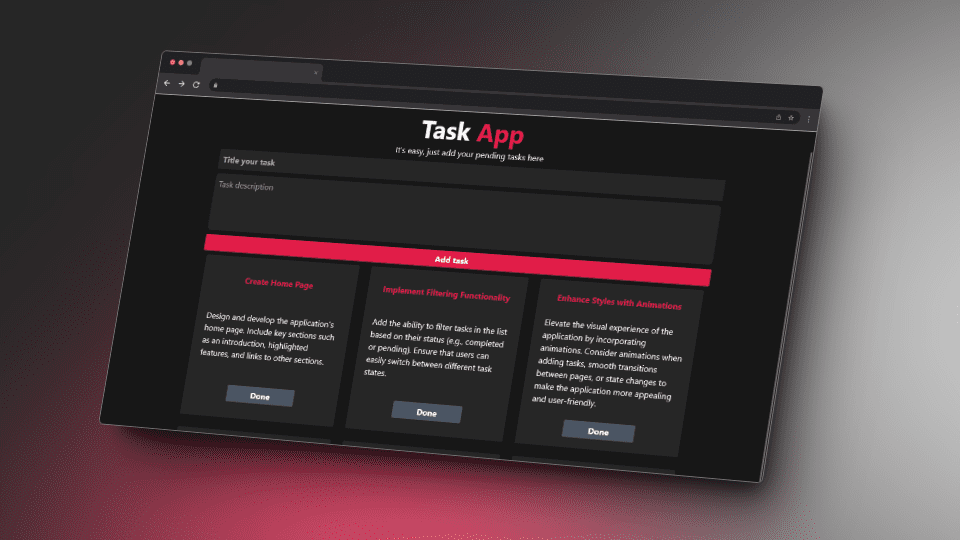 Task App
It's easy, just add your pending tasks here
Title your task
Task description
Add task
Create Home Page
Design and develop the application's
home page. Include key sections such
as an introduction, highlighted
features, and links to other sections.
Done
Implement Filtering Functionality
Add the ability to filter tasks in the list
based on their status (e.g., completed
or pending). Ensure that users can
easily switch between different task
states.
Done
Enhance Styles with Animations
Elevate the visual experience of the
application by incorporating
animations. Consider animations when
adding tasks, smooth transitions
between pages, or state changes to
make the application more appealing
and user-friendly.
Done